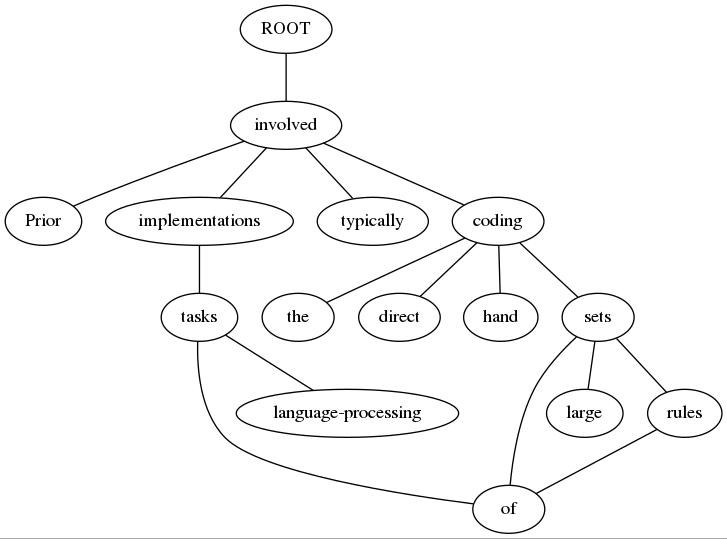 ROOT
involved
Prior implementations typically coding
tasks the direct hand sets
language-processing large rules
of